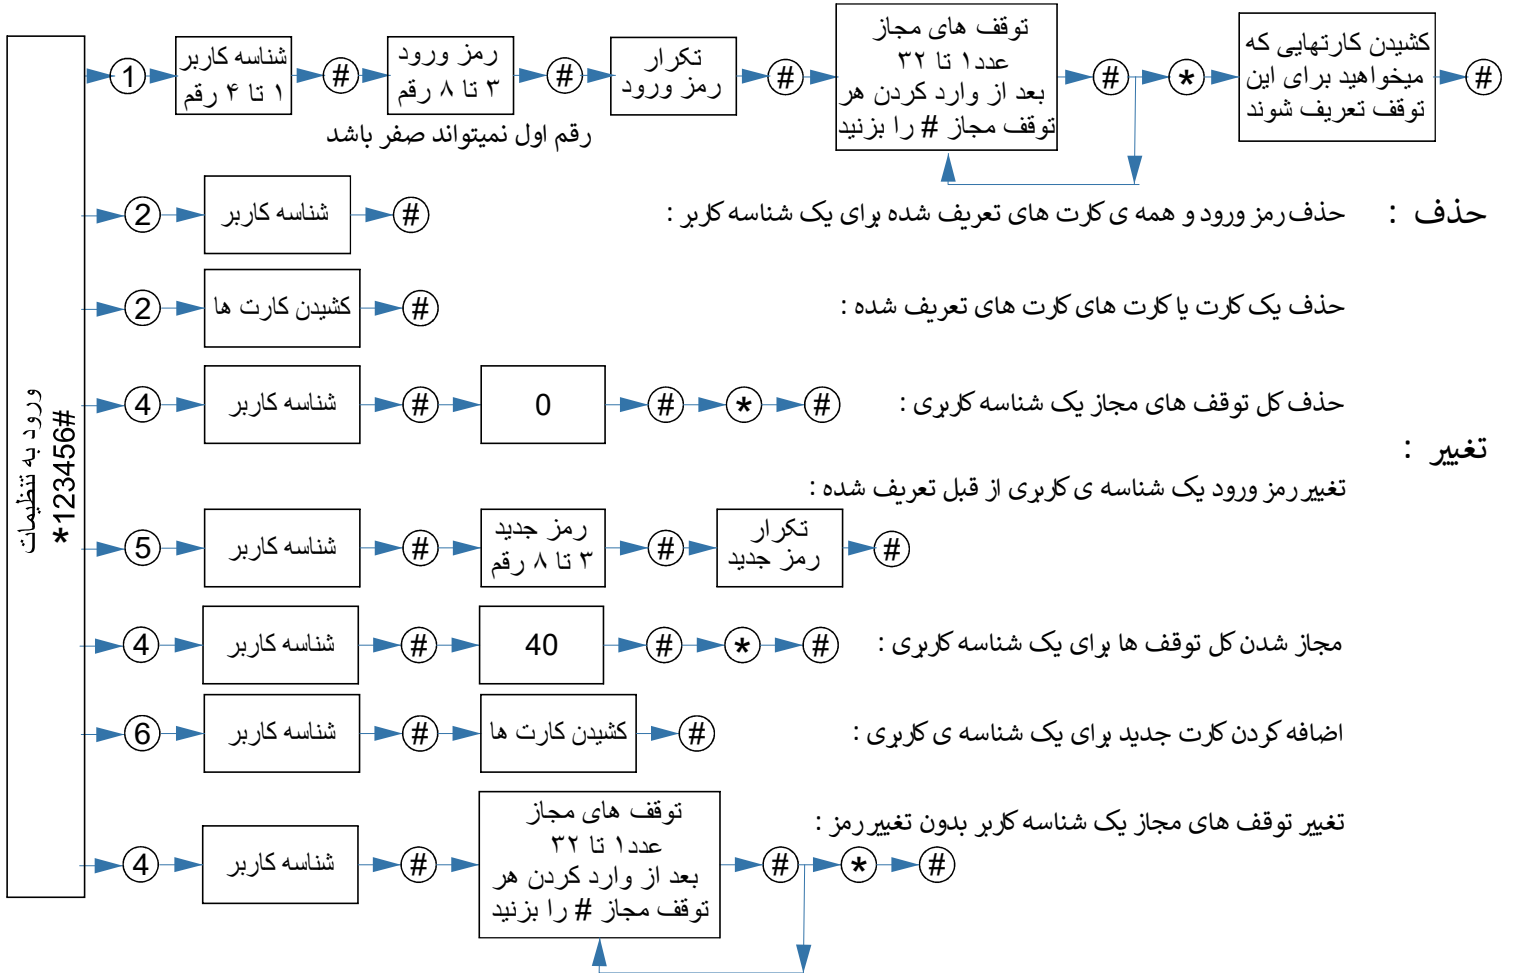 ورود به تنظیمات
*123456#
1
شناسه کاربر
۱ تا ۴ رقم
#
رمز ورود
۳ تا ۸ رقم
#
تکرار
رمز ورود
#
توقف های مجاز
عدد۱ تا ۳۲
بعد از وارد کردن هر
توقف مجاز # را بزنید
#
*
کشیدن کارتهایی که
میخواهید برای این
توقف تعریف شوند
#
رقم اول نمیتواند صفر باشد
حذف :
حذف رمز ورود و همه ی کارت های تعریف شده برای یک شناسه کاربر :
2
شناسه کاربر
#
حذف یک کارت یا کارت های کارت های تعریف شده :
2
کشیدن کارت ها
#
حذف کل توقف های مجاز یک شناسه کاربری :
4
شناسه کاربر
#
0
#
*
#
تغییر :
تغییر رمز ورود یک شناسه ی کاربری از قبل تعریف شده :
5
شناسه کاربر
#
رمز جدید
۳ تا ۸ رقم
#
تکرار
رمز جدید
#
مجاز شدن کل توقف ها برای یک شناسه کاربری :
4
شناسه کاربر
#
40
#
*
#
اضافه کردن کارت جدید برای یک شناسه ی کاربری :
6
شناسه کاربر
#
کشیدن کارت ها
#
تغییر توقف های مجاز یک شناسه کاربر بدون تغییر رمز :
4
شناسه کاربر
#
توقف های مجاز
عدد۱ تا ۳۲
بعد از وارد کردن هر
توقف مجاز # را بزنید
#
*
#